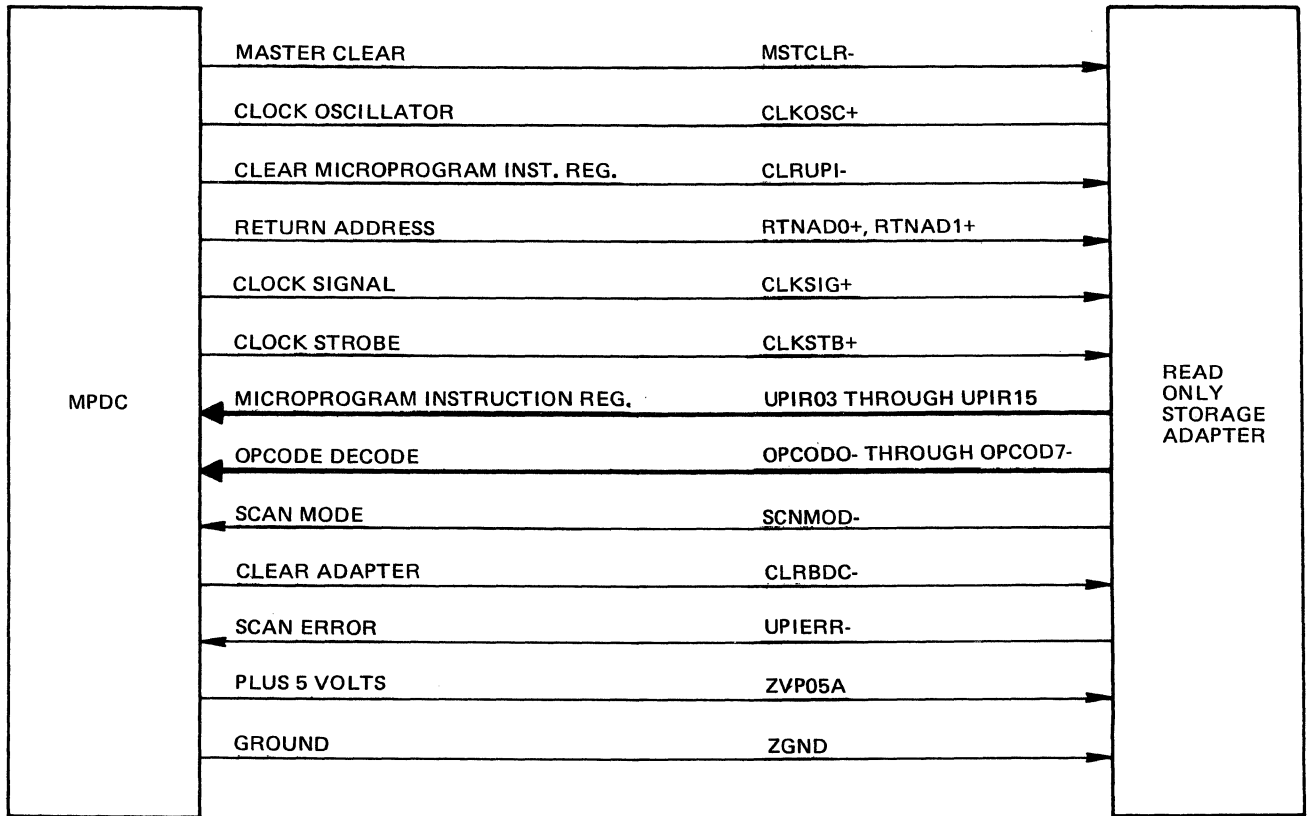 MASTER CLEAR MSTCLR-
CLOCK OSCILLATOR CLKOSC+
CLEAR MICROPROGRAM INST. REG. CLRUPI-
RETURN ADDRESS RTNAD0+, RTNAD1+
CLOCK SIGNAL CLKSIG+
CLOCK STROBE CLKSTB+
MPDC
MICROPROGRAM INSTRUCTION REG. UPIR03 THROUGH UPIR15
OPCODE DECODE OPCODO- THROUGH OPCOD7-
SCAN MODE SCNMOD-
CLEAR ADAPTER CLRBDC-
SCAN ERROR UPIERR-
PLUS 5 VOLTS ZVP05A
GROUND ZGND
READ
ONLY
STORAGE
ADAPTER